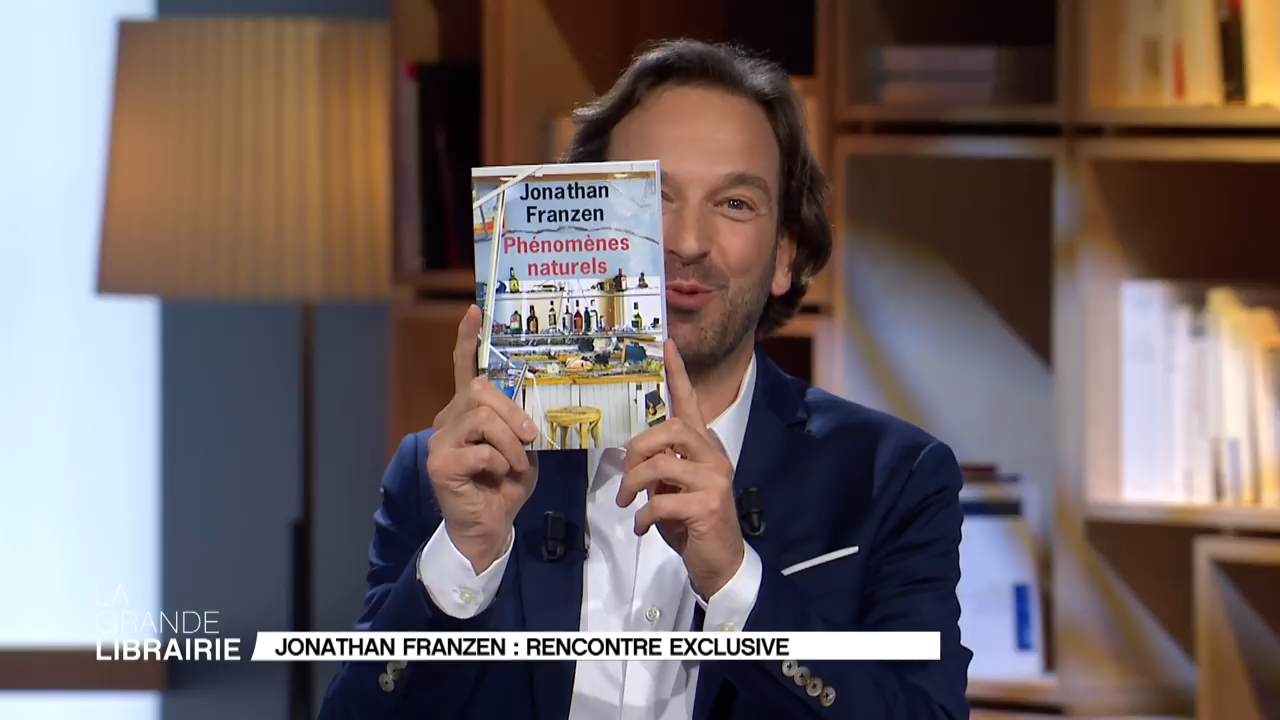 Jonathan
Franzen
Phénomènes
naturels
LA
GRANDE
LIBRAIRIE
JONATHAN FRANZEN : RENCONTRE EXCLUSIVE